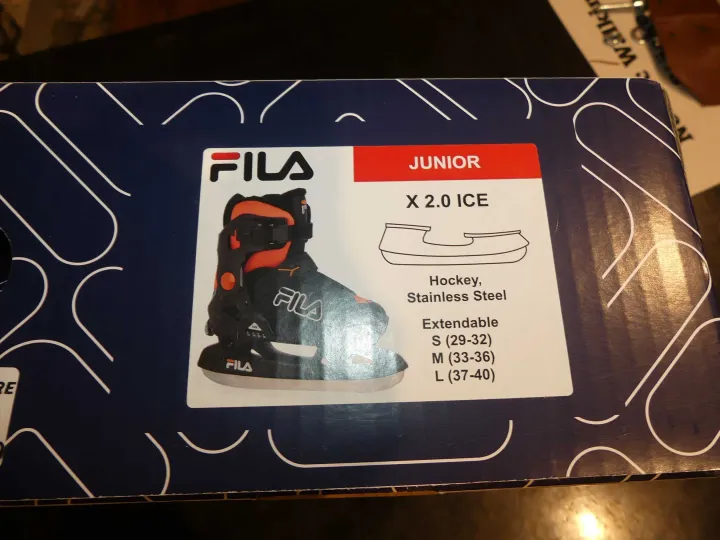 FILA
JUNIOR
X 2.0 ICE
Hockey,
Stainless Steel
Extendable
S (29-32)
M (33-36)
L (37-40)
FILA
FILA